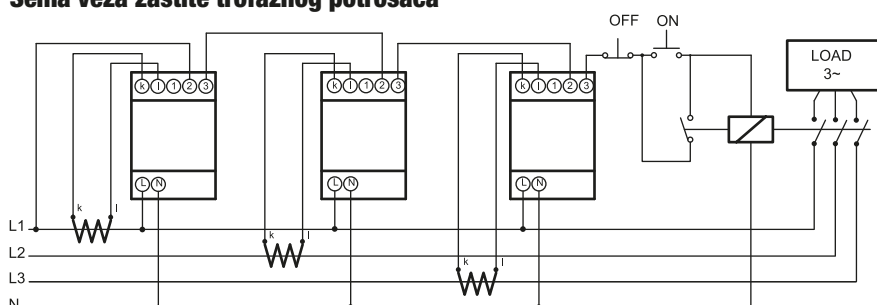 Šema veza zaštite trofaznog potrošača
OFF ON
LOAD
3~
k l 1 2 3
k l 1 2 3
k l 1 2 3
L N
L N
L N
k l
L1
k l
L2
k l
L3
N